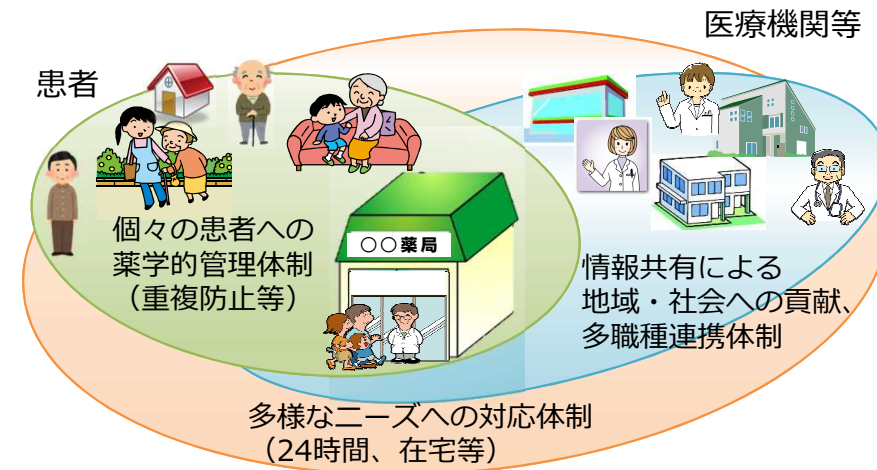 医療機関等
患者
個々の患者への
薬学的管理体制
（重複防止等）
〇〇薬局
情報共有による
地域・社会への貢献、
多職種連携体制
多様なニーズへの対応体制
（24時間、在宅等）